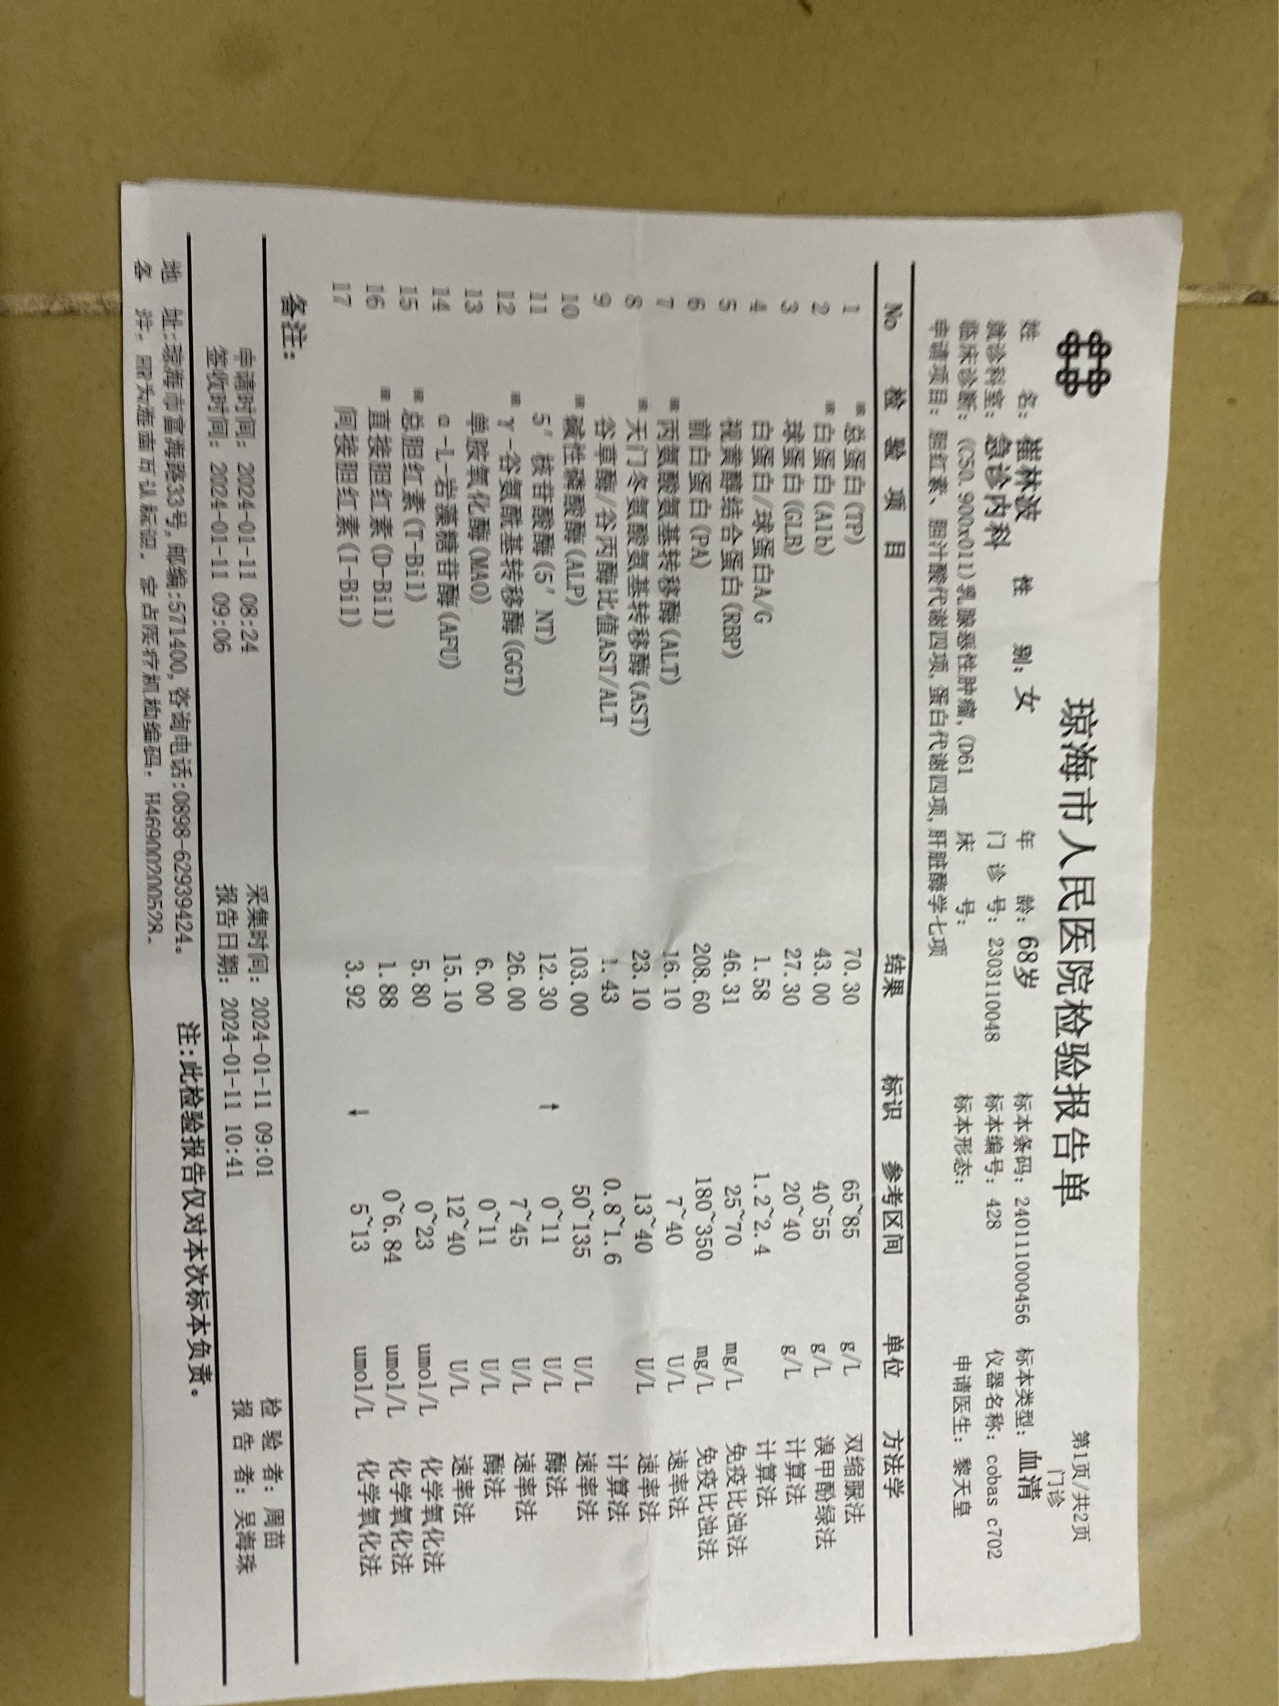 琼海市人民医院检验报告单
第1页/共2页
门诊
姓 名: 林波 性 别: 女 年 龄: 68岁 标本条码: 240111000456 标本类型: 血清
就诊科室: 急诊内科 门 诊 号: 2303110048 标本编号: 428 仪器名称: cobas c702
临床诊断: (C50.900x011)乳腺恶性肿瘤, (D61 床 号: 标本形态: 申请医生: 黎天皇
申请项目: 胆红素、胆汁酸代谢四项, 蛋白代谢四项, 肝脏酶学七项
No 检 验 项 目 结果 标识 参考区间 单位 方法学
1 总蛋白(TP) 70.30 65~85 g/L 双缩脲法
2 白蛋白(Alb) 43.00 40~55 g/L 溴甲酚绿法
3 球蛋白(GLB) 27.30 20~40 g/L 计算法
4 白蛋白/球蛋白A/G 1.58 1.2~2.4 计算法
5 视黄醇结合蛋白(RBP) 46.31 25~70 mg/L 免疫比浊法
6 前白蛋白(PA) 208.60 180~350 mg/L 免疫比浊法
7 丙氨酸氨基转移酶(ALT) 16.10 7~40 U/L 速率法
8 天门冬氨酸氨基转移酶(AST) 23.10 13~40 U/L 速率法
9 谷草酶/谷丙酶比值AST/ALT 1.43 0.8~1.6 计算法
10 碱性磷酸酶(ALP) 103.00 50~135 U/L 速率法
11 5'核苷酸酶(5'NT) 12.30 ↑ 0~11 U/L 酶法
12 γ-谷氨酰基转移酶(GGT) 26.00 7~45 U/L 速率法
13 单胺氧化酶(MAO) 6.00 0~11 U/L 酶法
14 α-L-岩藻糖苷酶(AFU) 15.10 12~40 U/L 速率法
15 总胆红素(T-Bil) 5.80 0~23 umol/L 化学氧化法
16 直接胆红素(D-Bil) 1.88 0~6.84 umol/L 化学氧化法
17 间接胆红素(I-Bil) 3.92 ↓ 5~13 umol/L 化学氧化法
备注:
申请时间: 2024-01-11 08:24 采集时间: 2024-01-11 09:01 检 验 者: 周苗
签收时间: 2024-01-11 09:06 报告日期: 2024-01-11 10:41 报 告 者: 吴海珠
地 址:琼海市富海路33号, 邮编:571400, 咨询电话:0898-62939424。 注:此检验报告仅对本次标本负责。
备 注: 为 面互认标识, 医疗机构编码, H46900200528.